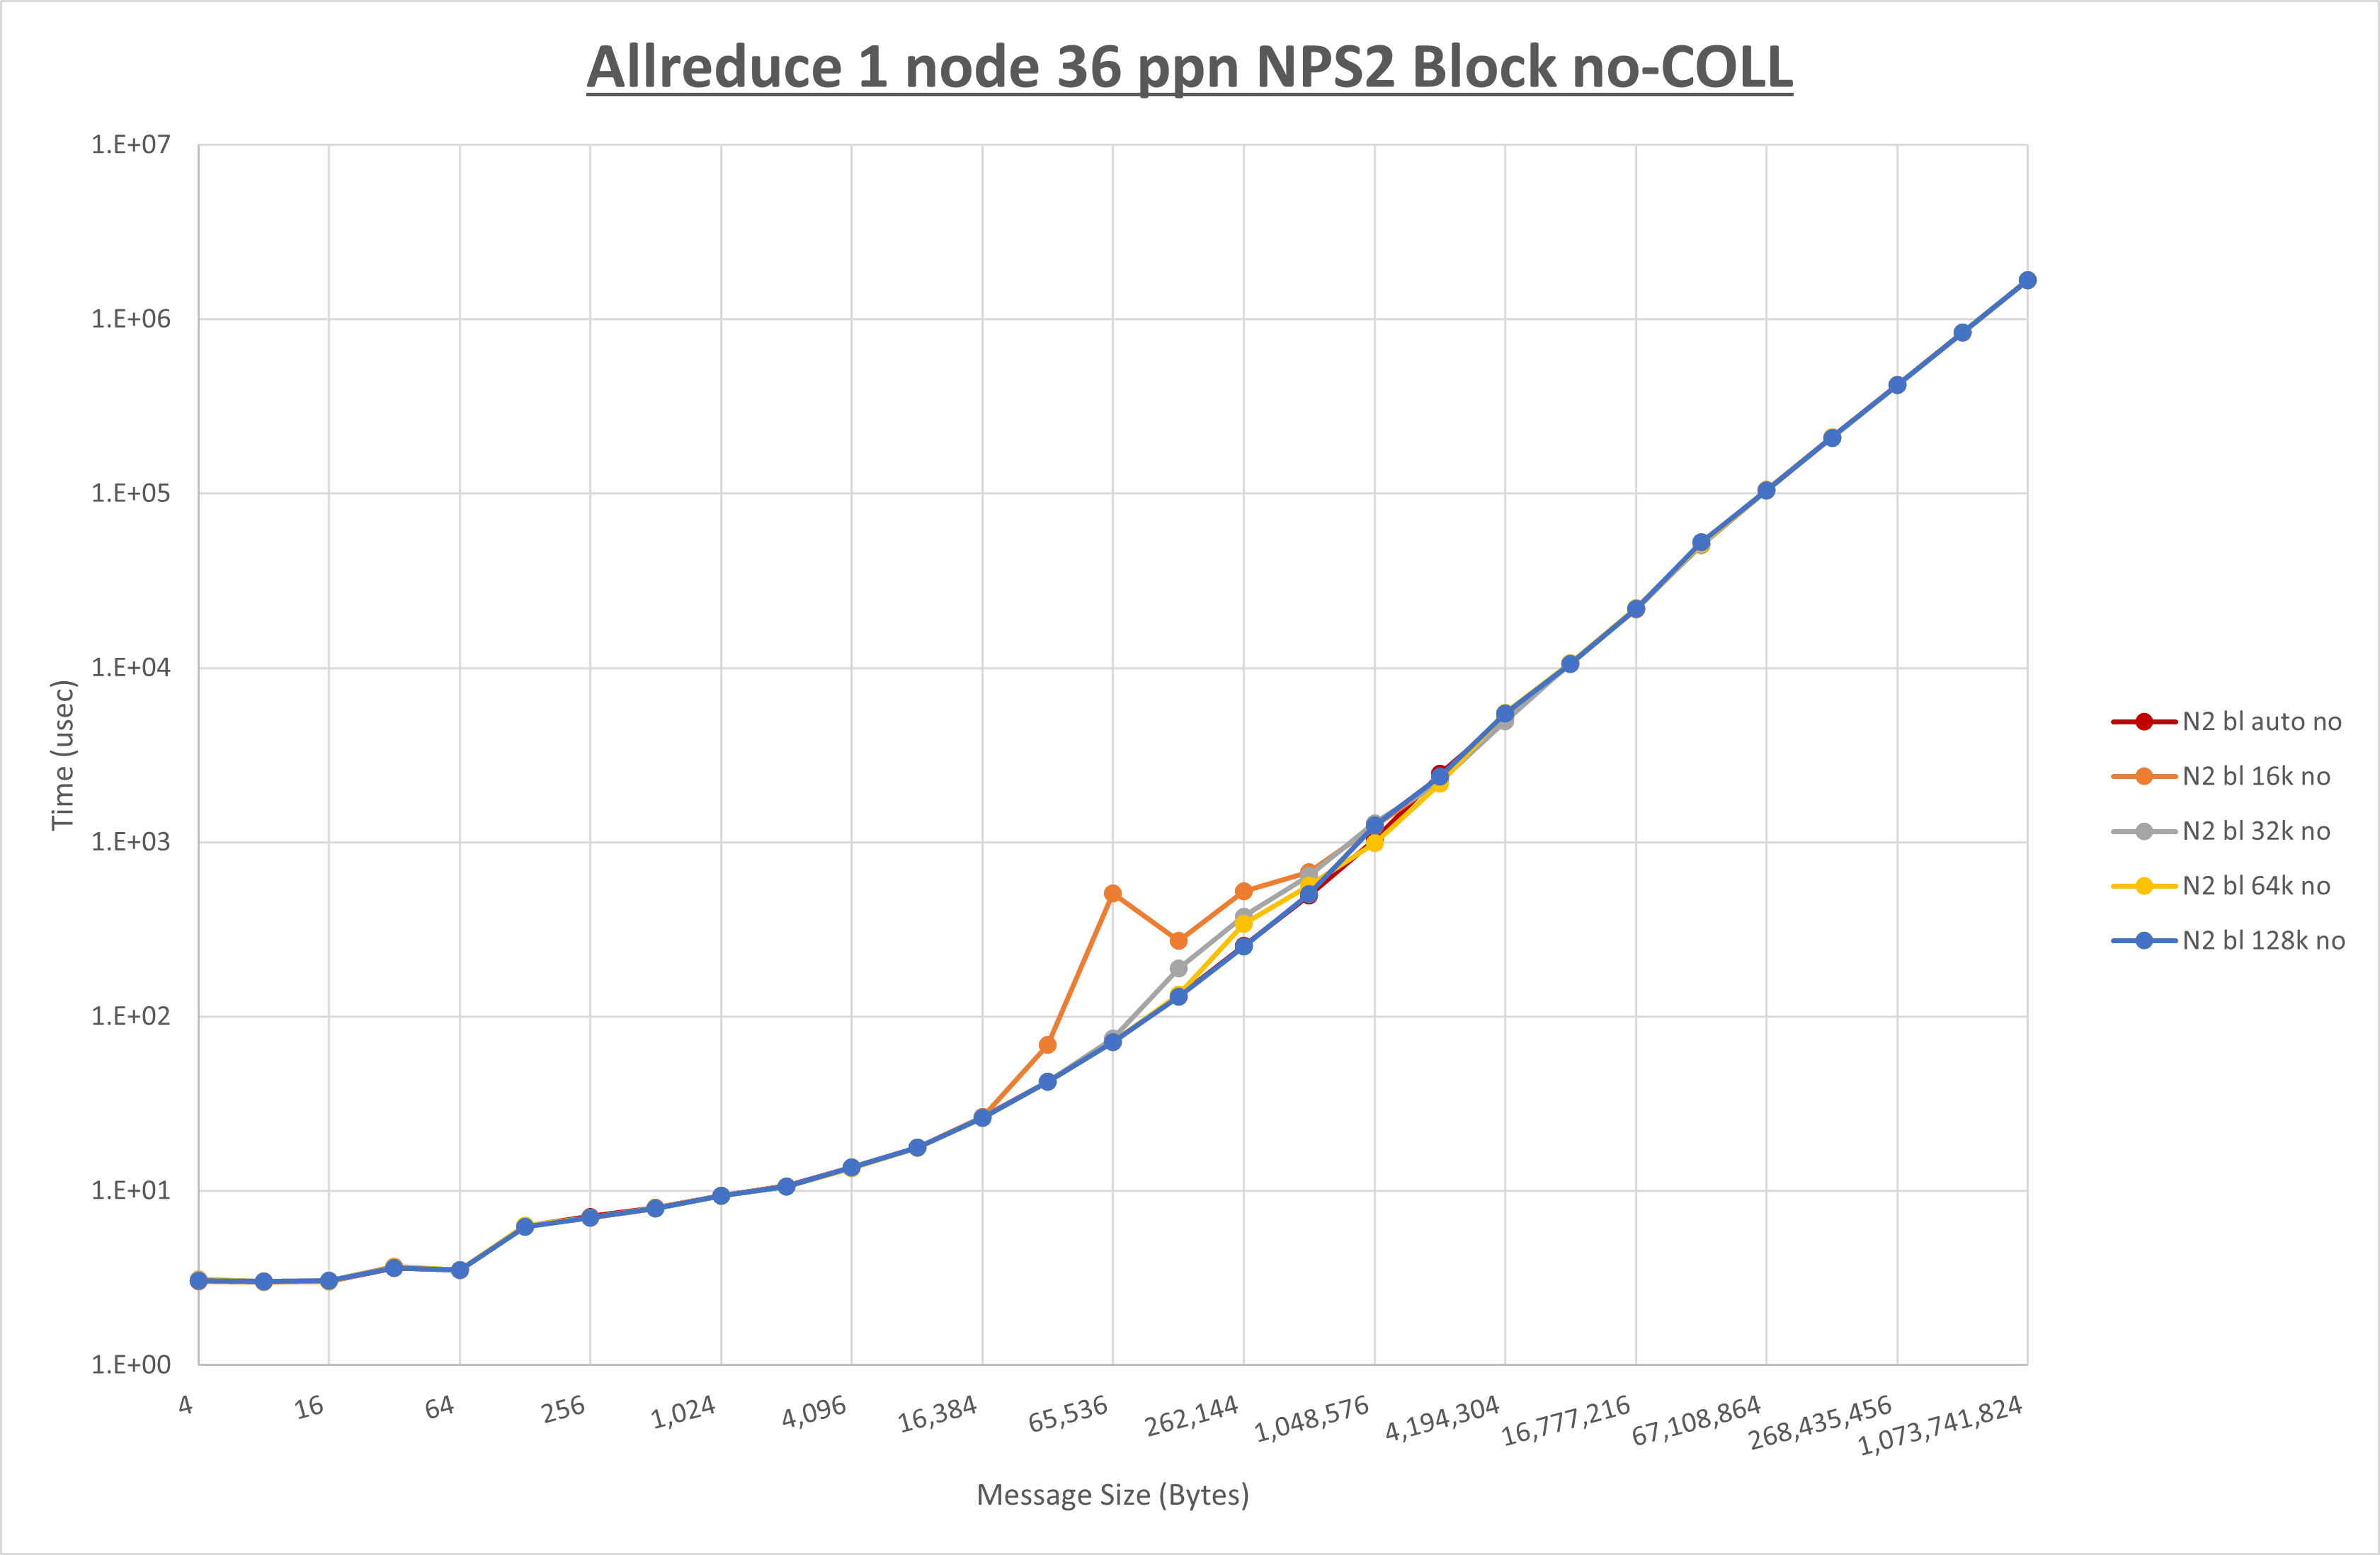 Allreduce 1 node 36 ppn NPS2 Block no-COLL
1.E+07
1.E+06
1.E+05
1.E+04
1.E+03
1.E+02
1.E+01
1.E+00
Time (usec)
4
16
64
256
1,024
4,096
16,384
65,536
262,144
1,048,576
4,194,304
16,777,216
67,108,864
268,435,456
1,073,741,824
Message Size (Bytes)
N2 bl auto no
N2 bl 16k no
N2 bl 32k no
N2 bl 64k no
N2 bl 128k no